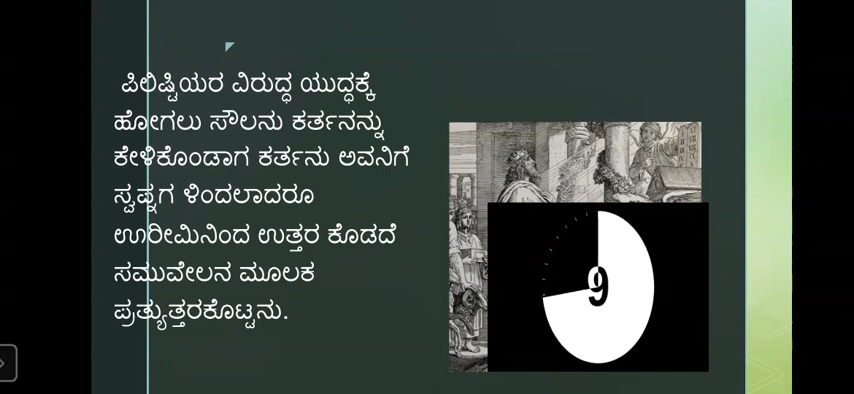 ಪಿಲಿಷ್ಟಿಯರ ವಿರುದ್ಧ ಯುದ್ಧಕ್ಕೆ
ಹೋಗಲು ಸೌಲನು ಕರ್ತನನ್ನು
ಕೇಳಿಕೊಂಡಾಗ ಕರ್ತನು ಅವನಿಗೆ
ಸ್ವಪ್ನಗ ಳಿಂದಲಾದರೂ
ಊರೀಮಿನಿಂದ ಉತ್ತರ ಕೊಡದೆ
ಸಮುವೇಲನ ಮೂಲಕ
ಪ್ರತ್ಯುತ್ತರಕೊಟ್ಟನು.
9